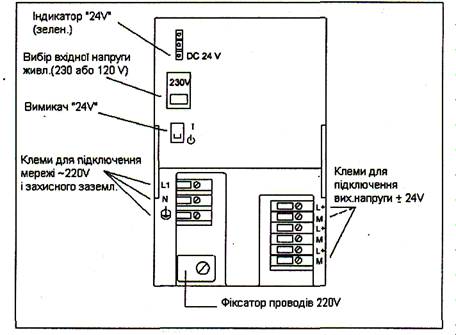 Індикатор "24V"
(зелен.)
DC 24 V
Вибір вхідної напруги
живл.(230 або 120 V)
230V
Вимикач "24V"
I
Клеми для підключення
мережі ~220V
і захисного заземл.
L1
N
Клеми для
підключення
вих.напруги ± 24V
L+
M
L+
M
L+
M
Фіксатор проводів 220V